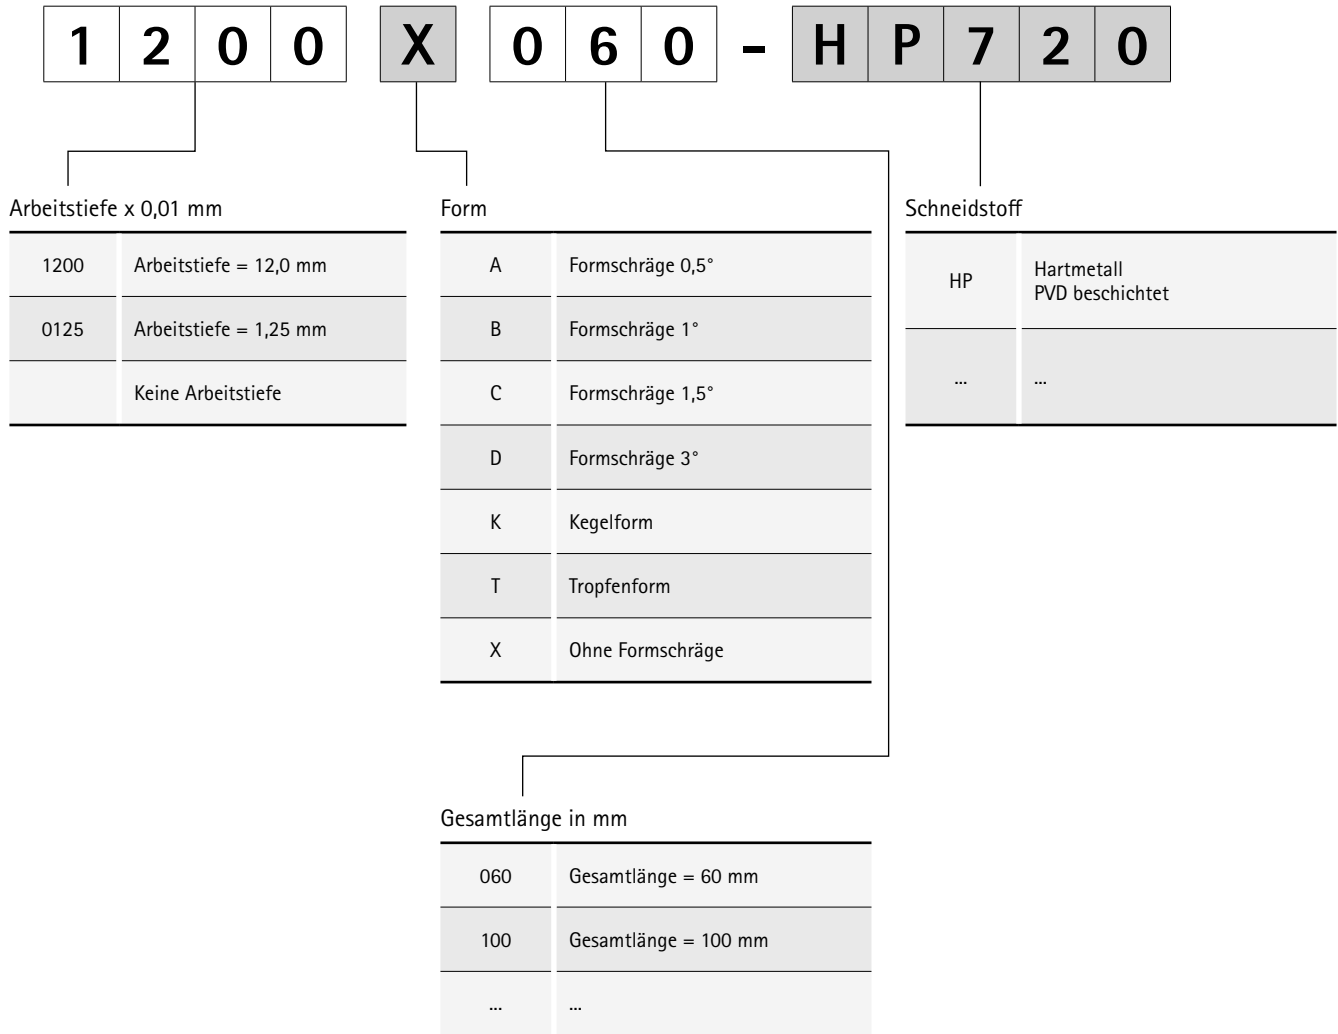 1 2 0 0 X 0 6 0 - H P 7 2 0
Arbeitstiefe x 0,01 mm
1200 Arbeitstiefe = 12,0 mm
0125 Arbeitstiefe = 1,25 mm
Keine Arbeitstiefe
Form
A Formschräge 0,5°
B Formschräge 1°
C Formschräge 1,5°
D Formschräge 3°
K Kegelform
T Tropfenform
X Ohne Formschräge
Schneidstoff
HP Hartmetall
PVD beschichtet
... ...
Gesamtlänge in mm
060 Gesamtlänge = 60 mm
100 Gesamtlänge = 100 mm
... ...